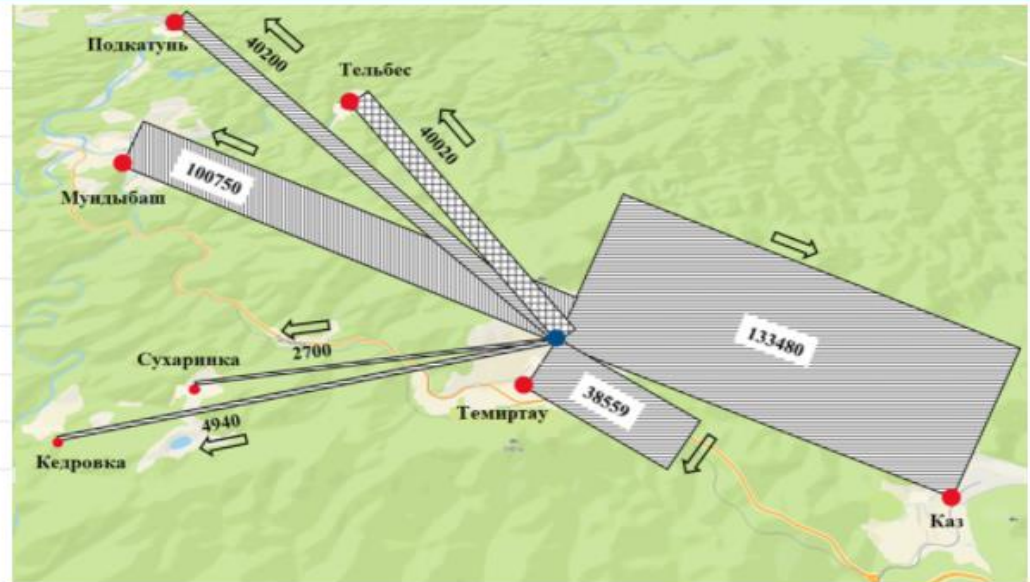 Подкатунь
40200
Тельбес
40020
100750
Мундыбаш
133480
2700
Сухаринка
Темиртау
38559
4940
Кедровка
Каз